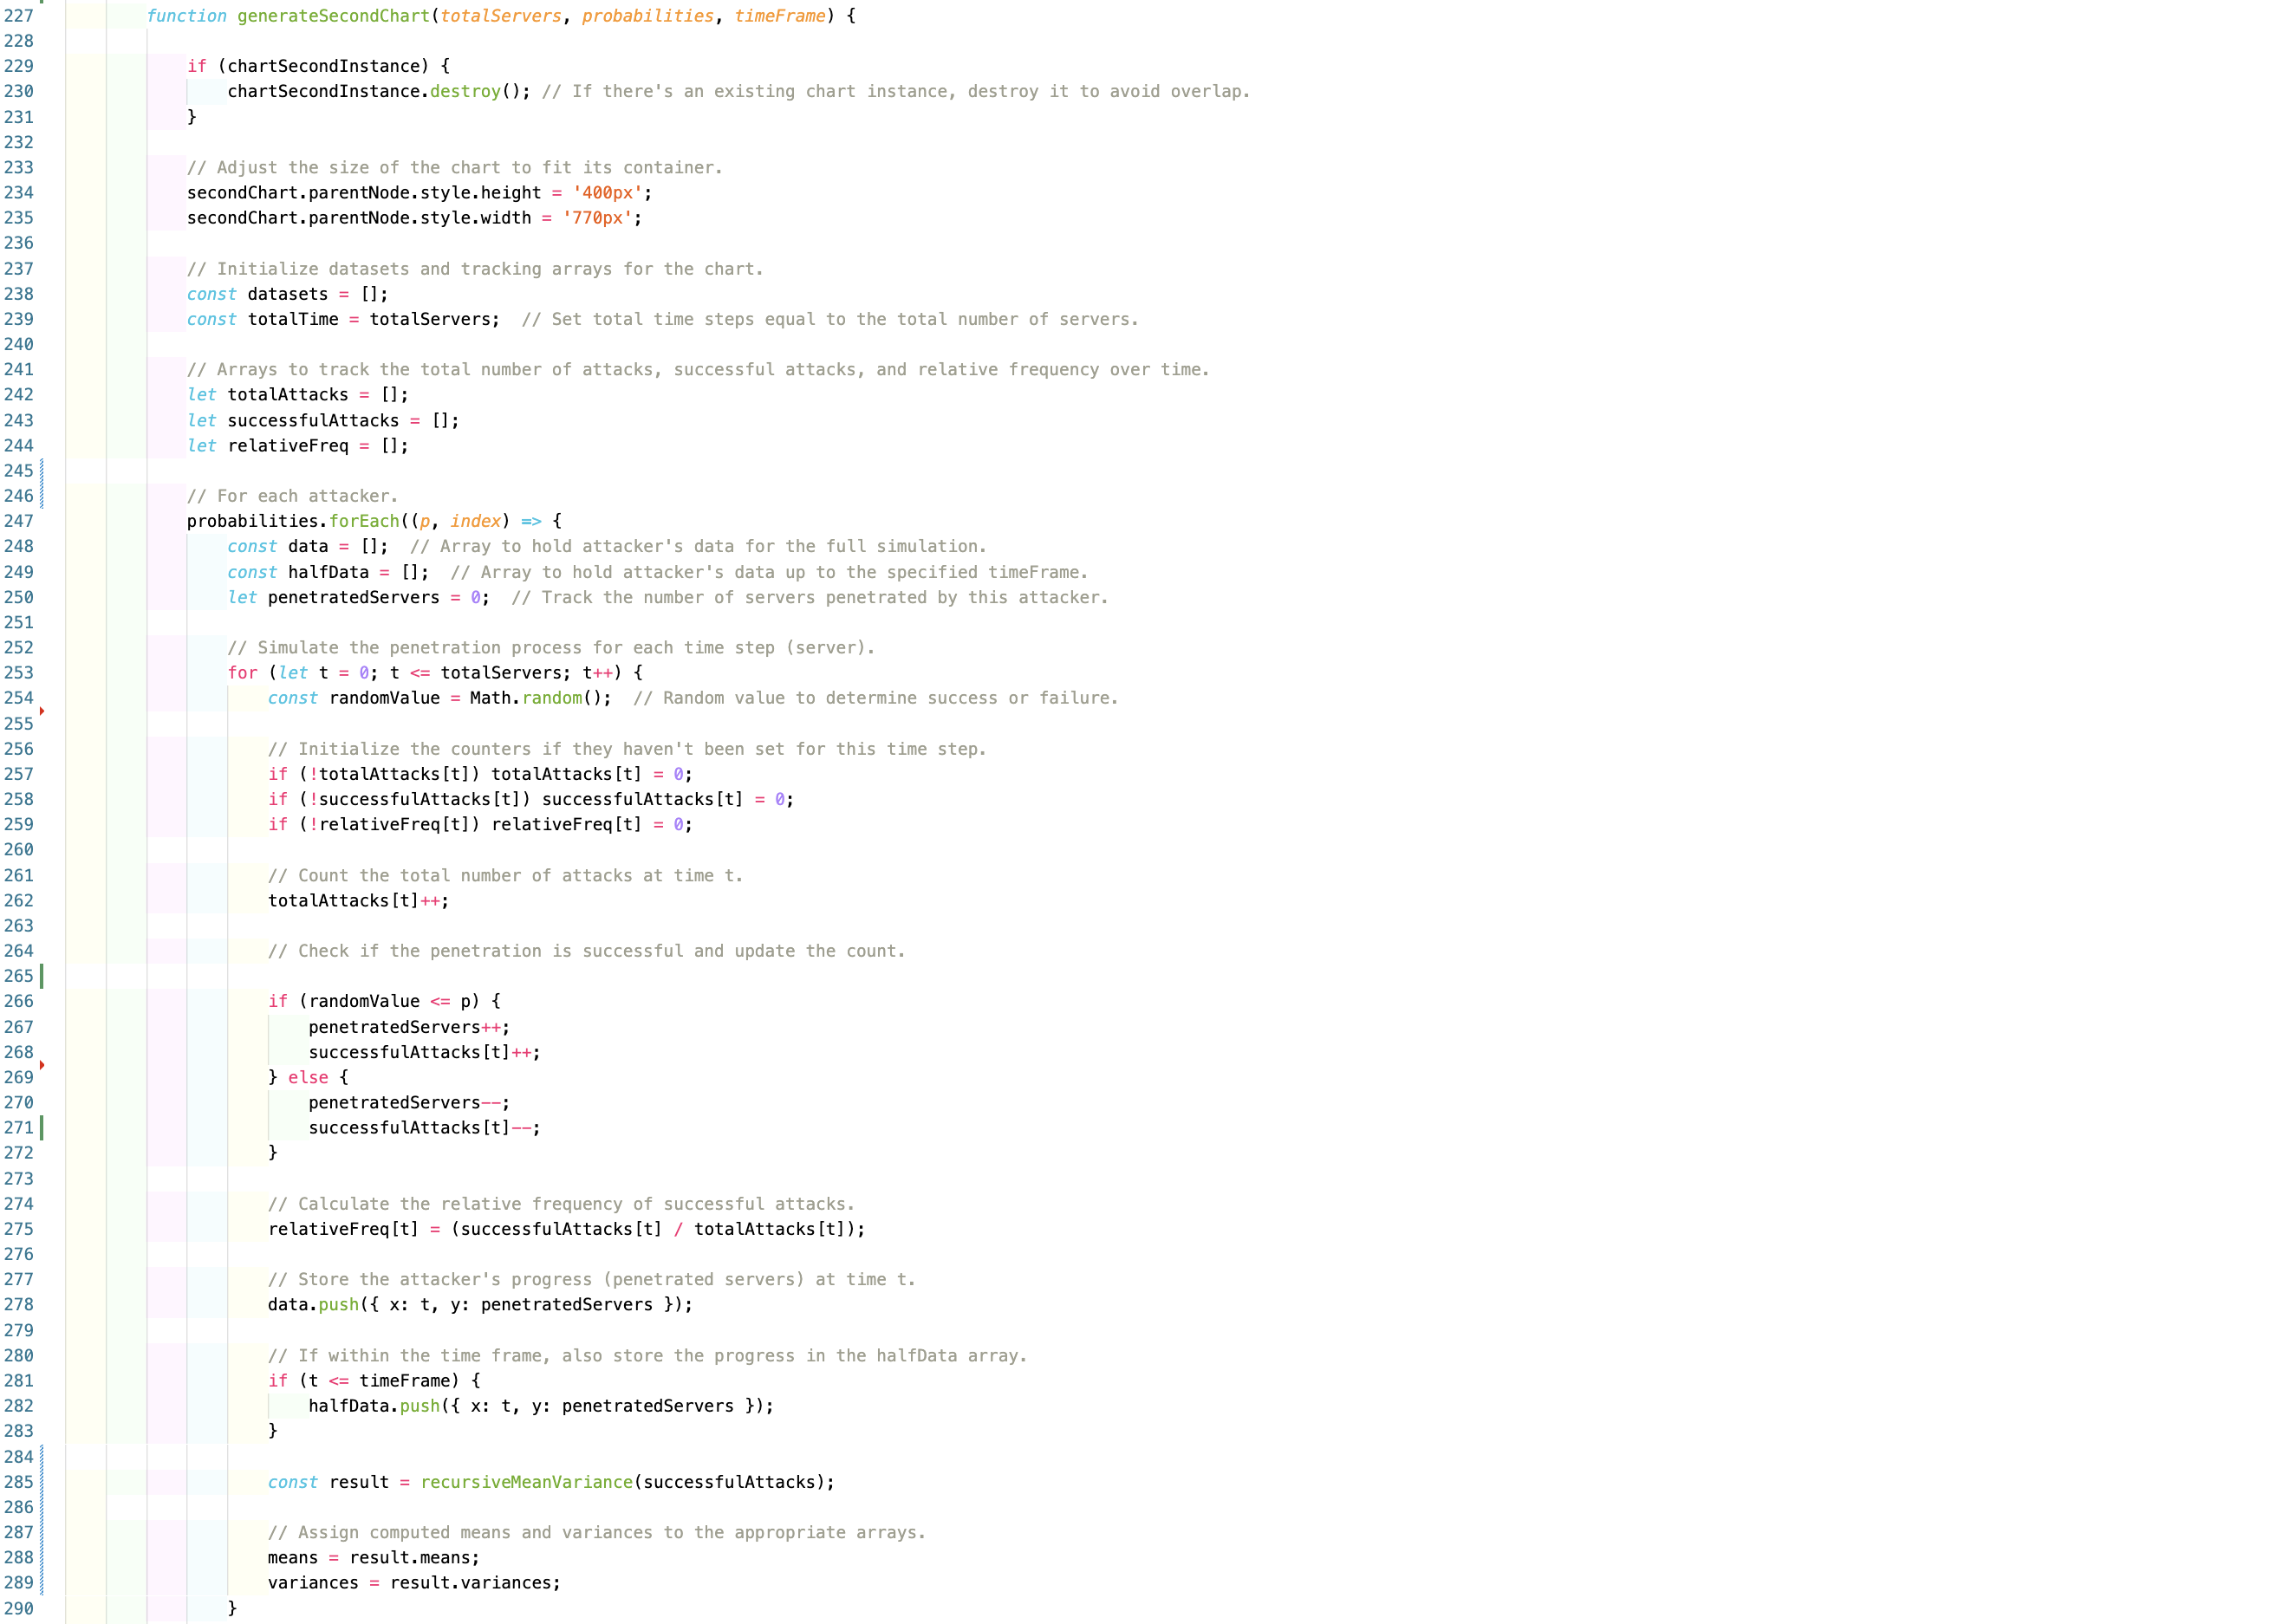 227 function generateSecondChart(totalServers, probabilities, timeFrame) {
228
229 if (chartSecondInstance) {
230 chartSecondInstance.destroy(); // If there's an existing chart instance, destroy it to avoid overlap.
231 }
232
233 // Adjust the size of the chart to fit its container.
234 secondChart.parentNode.style.height = '400px';
235 secondChart.parentNode.style.width = '770px';
236
237 // Initialize datasets and tracking arrays for the chart.
238 const datasets = [];
239 const totalTime = totalServers; // Set total time steps equal to the total number of servers.
240
241 // Arrays to track the total number of attacks, successful attacks, and relative frequency over time.
242 let totalAttacks = [];
243 let successfulAttacks = [];
244 let relativeFreq = [];
245
246 // For each attacker.
247 probabilities.forEach((p, index) => {
248 const data = []; // Array to hold attacker's data for the full simulation.
249 const halfData = []; // Array to hold attacker's data up to the specified timeFrame.
250 let penetratedServers = 0; // Track the number of servers penetrated by this attacker.
251
252 // Simulate the penetration process for each time step (server).
253 for (let t = 0; t <= totalServers; t++) {
254 const randomValue = Math.random(); // Random value to determine success or failure.
255
256 // Initialize the counters if they haven't been set for this time step.
257 if (!totalAttacks[t]) totalAttacks[t] = 0;
258 if (!successfulAttacks[t]) successfulAttacks[t] = 0;
259 if (!relativeFreq[t]) relativeFreq[t] = 0;
260
261 // Count the total number of attacks at time t.
262 totalAttacks[t]++;
263
264 // Check if the penetration is successful and update the count.
265
266 if (randomValue <= p) {
267 penetratedServers++;
268 successfulAttacks[t]++;
269 } else {
270 penetratedServers--;
271 successfulAttacks[t]--;
272 }
273
274 // Calculate the relative frequency of successful attacks.
275 relativeFreq[t] = (successfulAttacks[t] / totalAttacks[t]);
276
277 // Store the attacker's progress (penetrated servers) at time t.
278 data.push({ x: t, y: penetratedServers });
279
280 // If within the time frame, also store the progress in the halfData array.
281 if (t <= timeFrame) {
282 halfData.push({ x: t, y: penetratedServers });
283 }
284
285 const result = recursiveMeanVariance(successfulAttacks);
286
287 // Assign computed means and variances to the appropriate arrays.
288 means = result.means;
289 variances = result.variances;
290 }